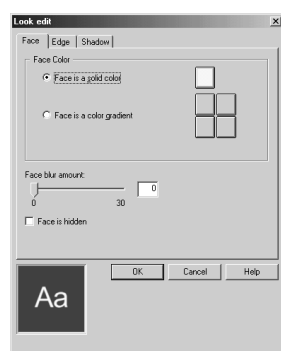 Look edit
Face Edge Shadow
Face Color
Face is a solid color
Face is a color gradient
Face blur amount:
0
0 30
Face is hidden
OK Cancel Help
Aa